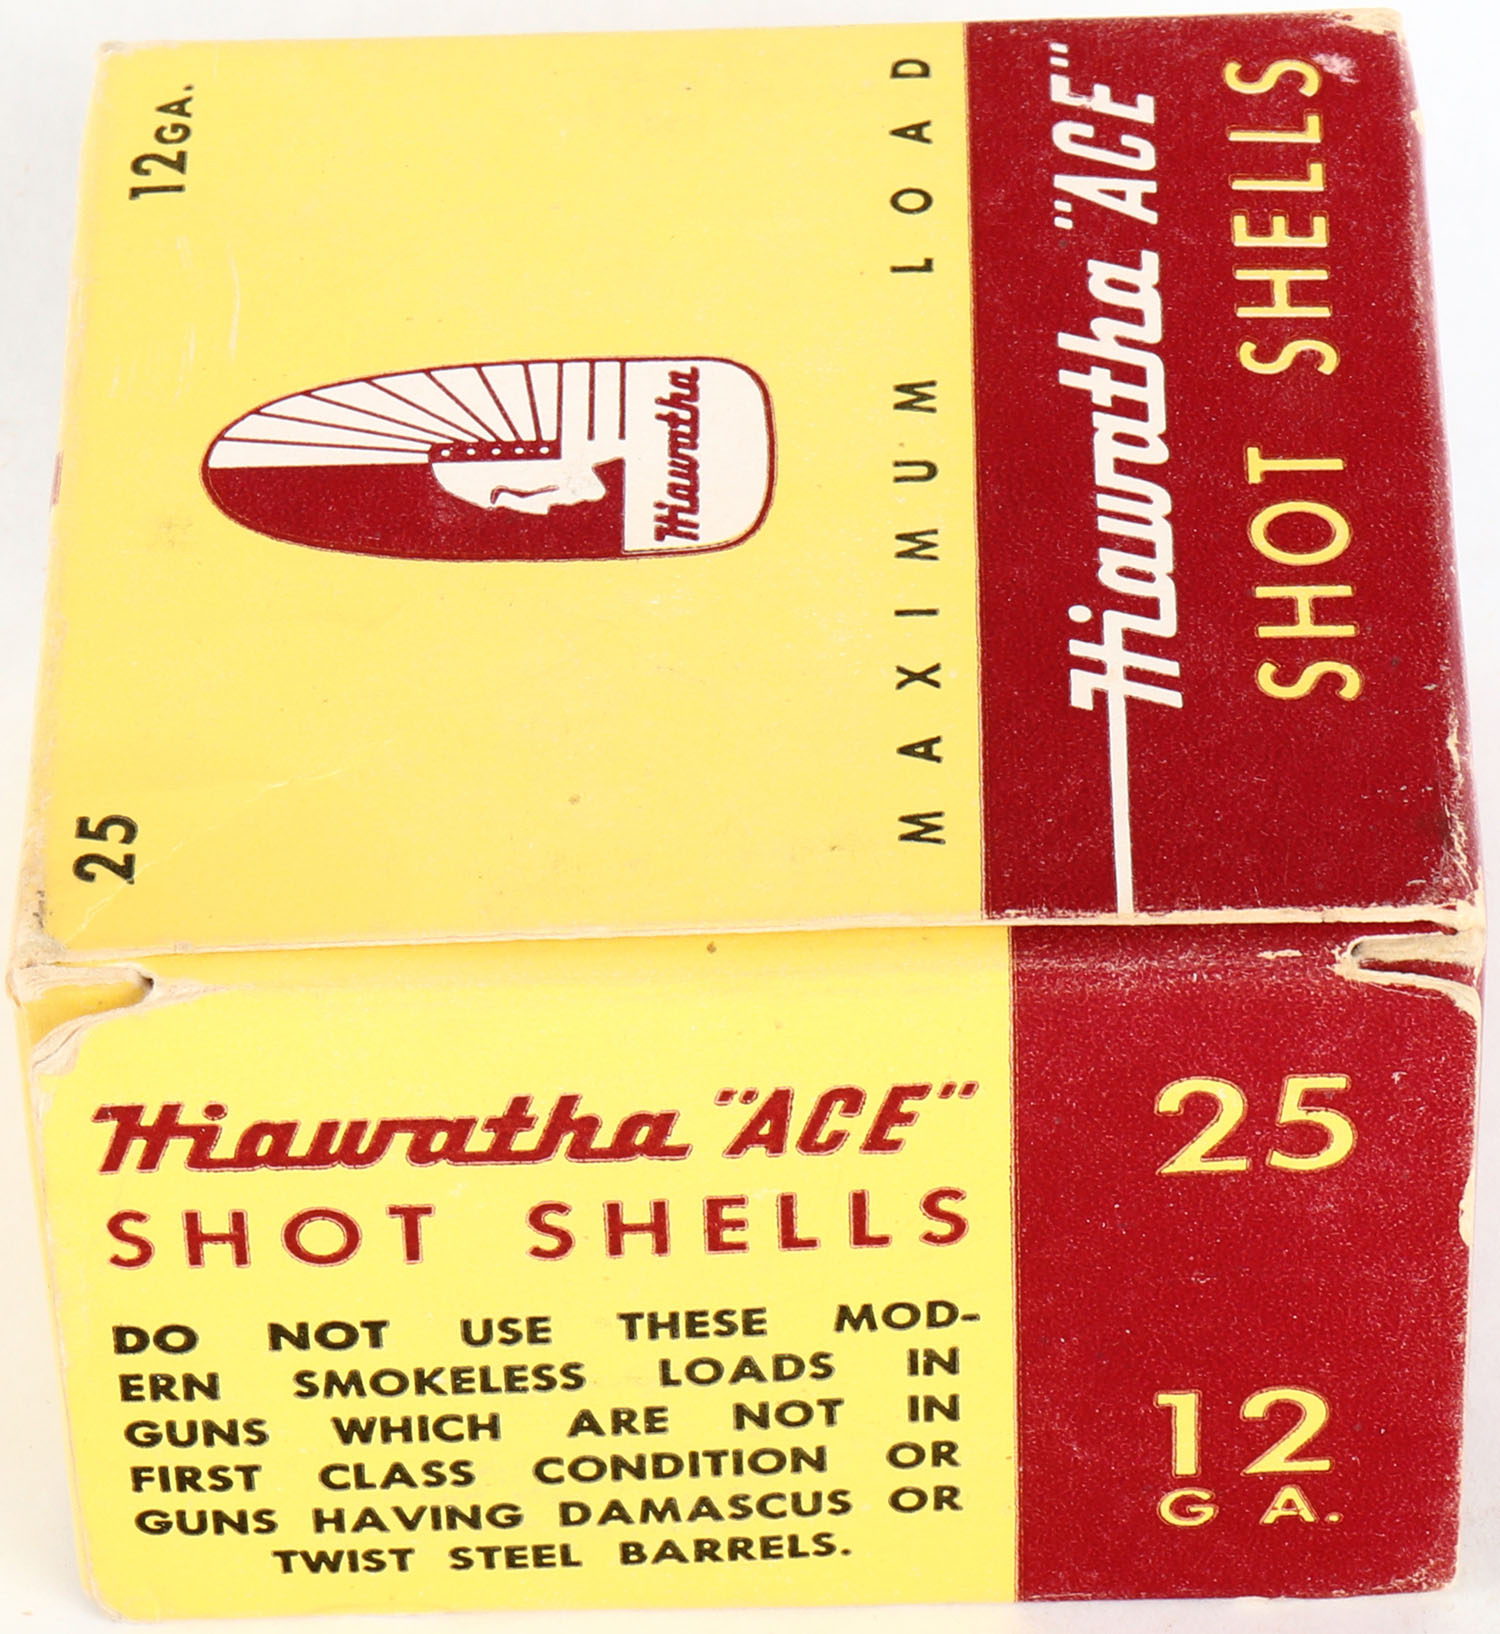 25
12GA.
Hiawatha
MAXIMUM LOAD
Hiawatha "ACE"
SHOT SHELLS
Hiawatha "ACE"
SHOT SHELLS
DO NOT USE THESE MOD-
ERN SMOKELESS LOADS IN
GUNS WHICH ARE NOT IN
FIRST CLASS CONDITION OR
GUNS HAVING DAMASCUS OR
TWIST STEEL BARRELS.
25
12
GA.